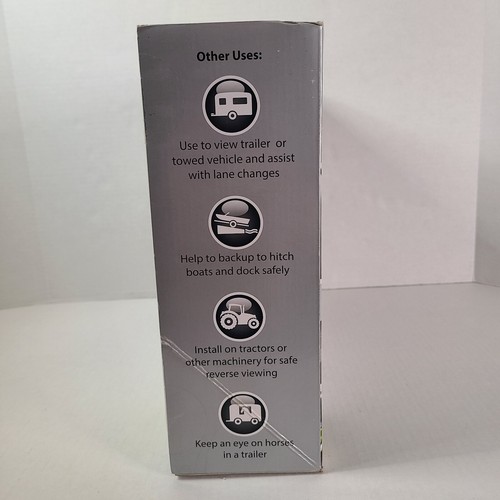 Other Uses:
Use to view trailer or
towed vehicle and assist
with lane changes
Help to backup to hitch
boats and dock safely
Install on tractors or
other machinery for safe
reverse viewing
Keep an eye on horses
in a trailer